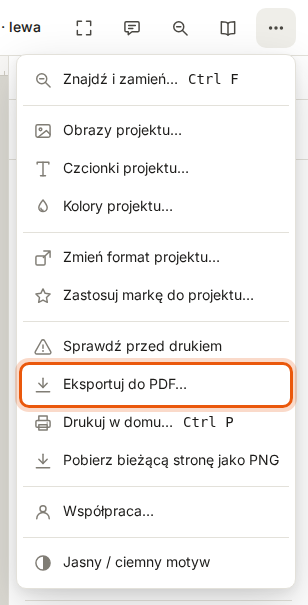 · lewa
Znajdź i zamień... Ctrl F
Obrazy projektu...
Czcionki projektu...
Kolory projektu...
Zmień format projektu...
Zastosuj markę do projektu...
Sprawdź przed drukiem
Eksportuj do PDF...
Drukuj w domu... Ctrl P
Pobierz bieżącą stronę jako PNG
Współpraca...
Jasny / ciemny motyw